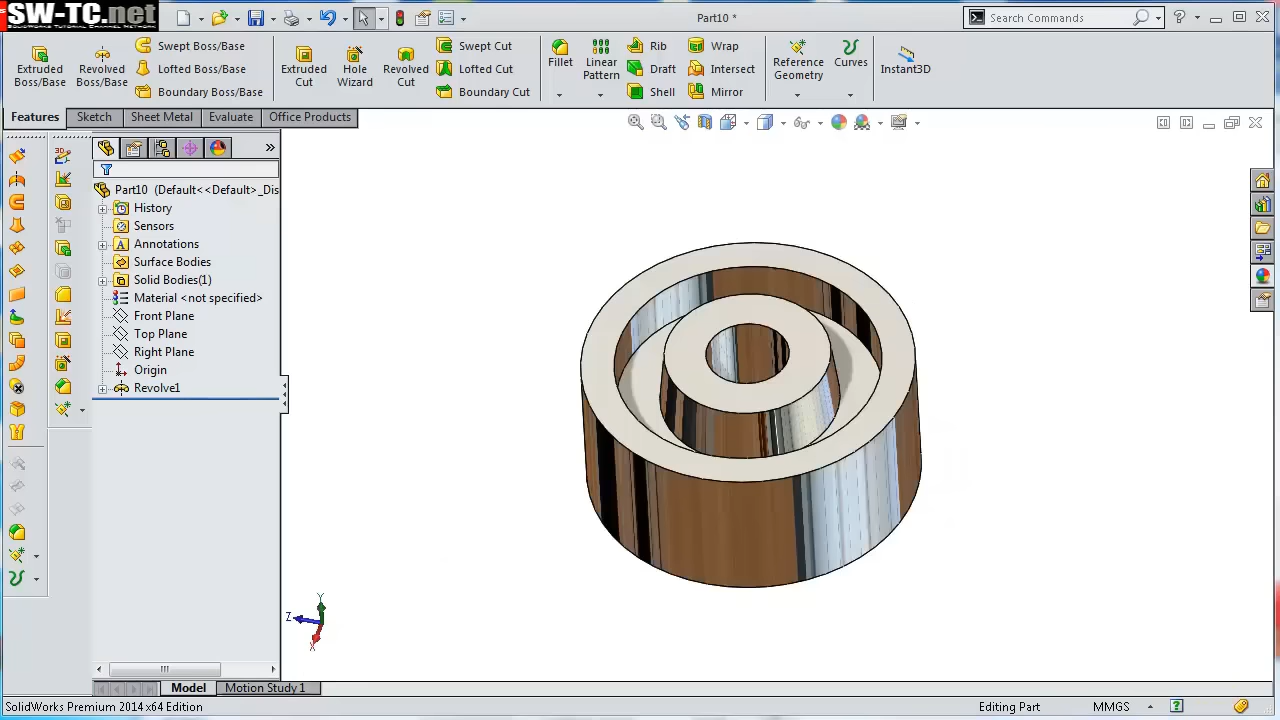 SW-TC.net
SolidWorks Tutorial Channel Network
Part10 *
Search Commands
Extruded Boss/Base
Revolved Boss/Base
Swept Boss/Base
Lofted Boss/Base
Boundary Boss/Base
Extruded Cut
Hole Wizard
Revolved Cut
Swept Cut
Lofted Cut
Boundary Cut
Fillet
Linear Pattern
Rib
Draft
Shell
Wrap
Intersect
Mirror
Reference Geometry
Curves
Instant3D
Features
Sketch
Sheet Metal
Evaluate
Office Products
Part10 (Default<<Default>_Dis
History
Sensors
Annotations
Surface Bodies
Solid Bodies(1)
Material <not specified>
Front Plane
Top Plane
Right Plane
Origin
Revolve1
Y
Z
X
Model
Motion Study 1
SolidWorks Premium 2014 x64 Edition
Editing Part
MMGS